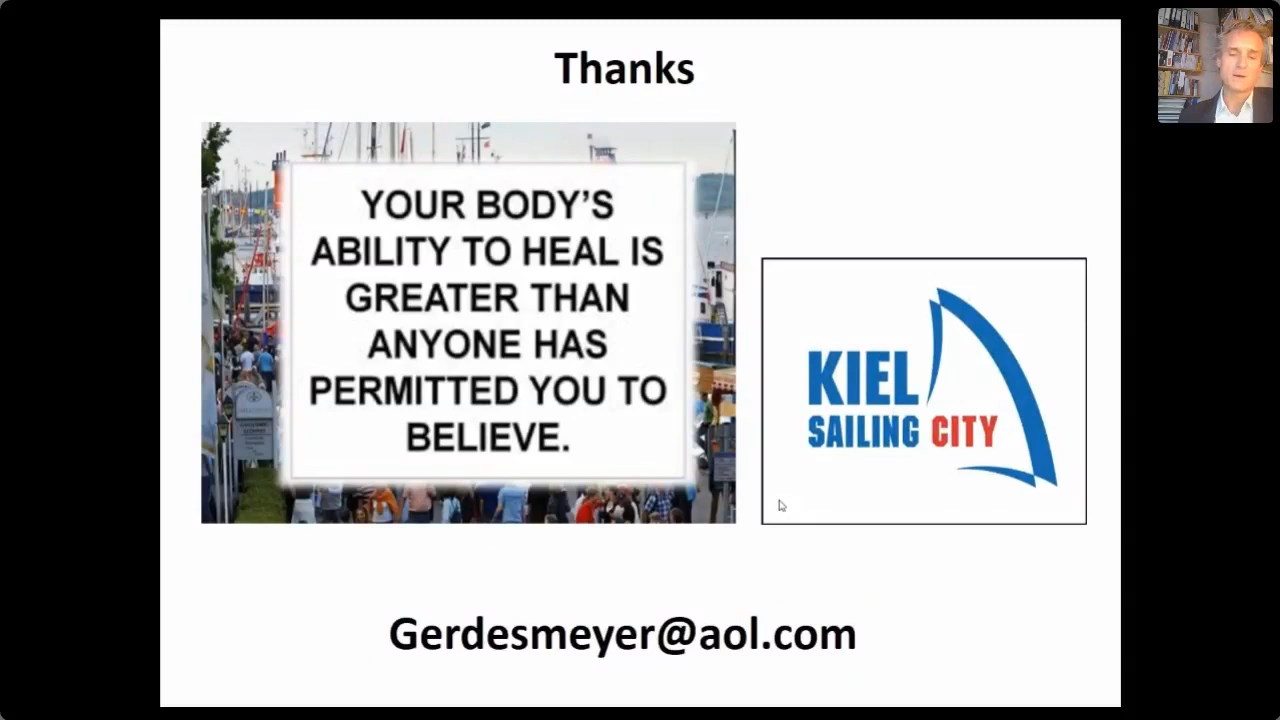 Thanks
YOUR BODY’S
ABILITY TO HEAL IS
GREATER THAN
ANYONE HAS
PERMITTED YOU TO
BELIEVE.
KIEL
SAILING CITY
Gerdesmeyer@aol.com